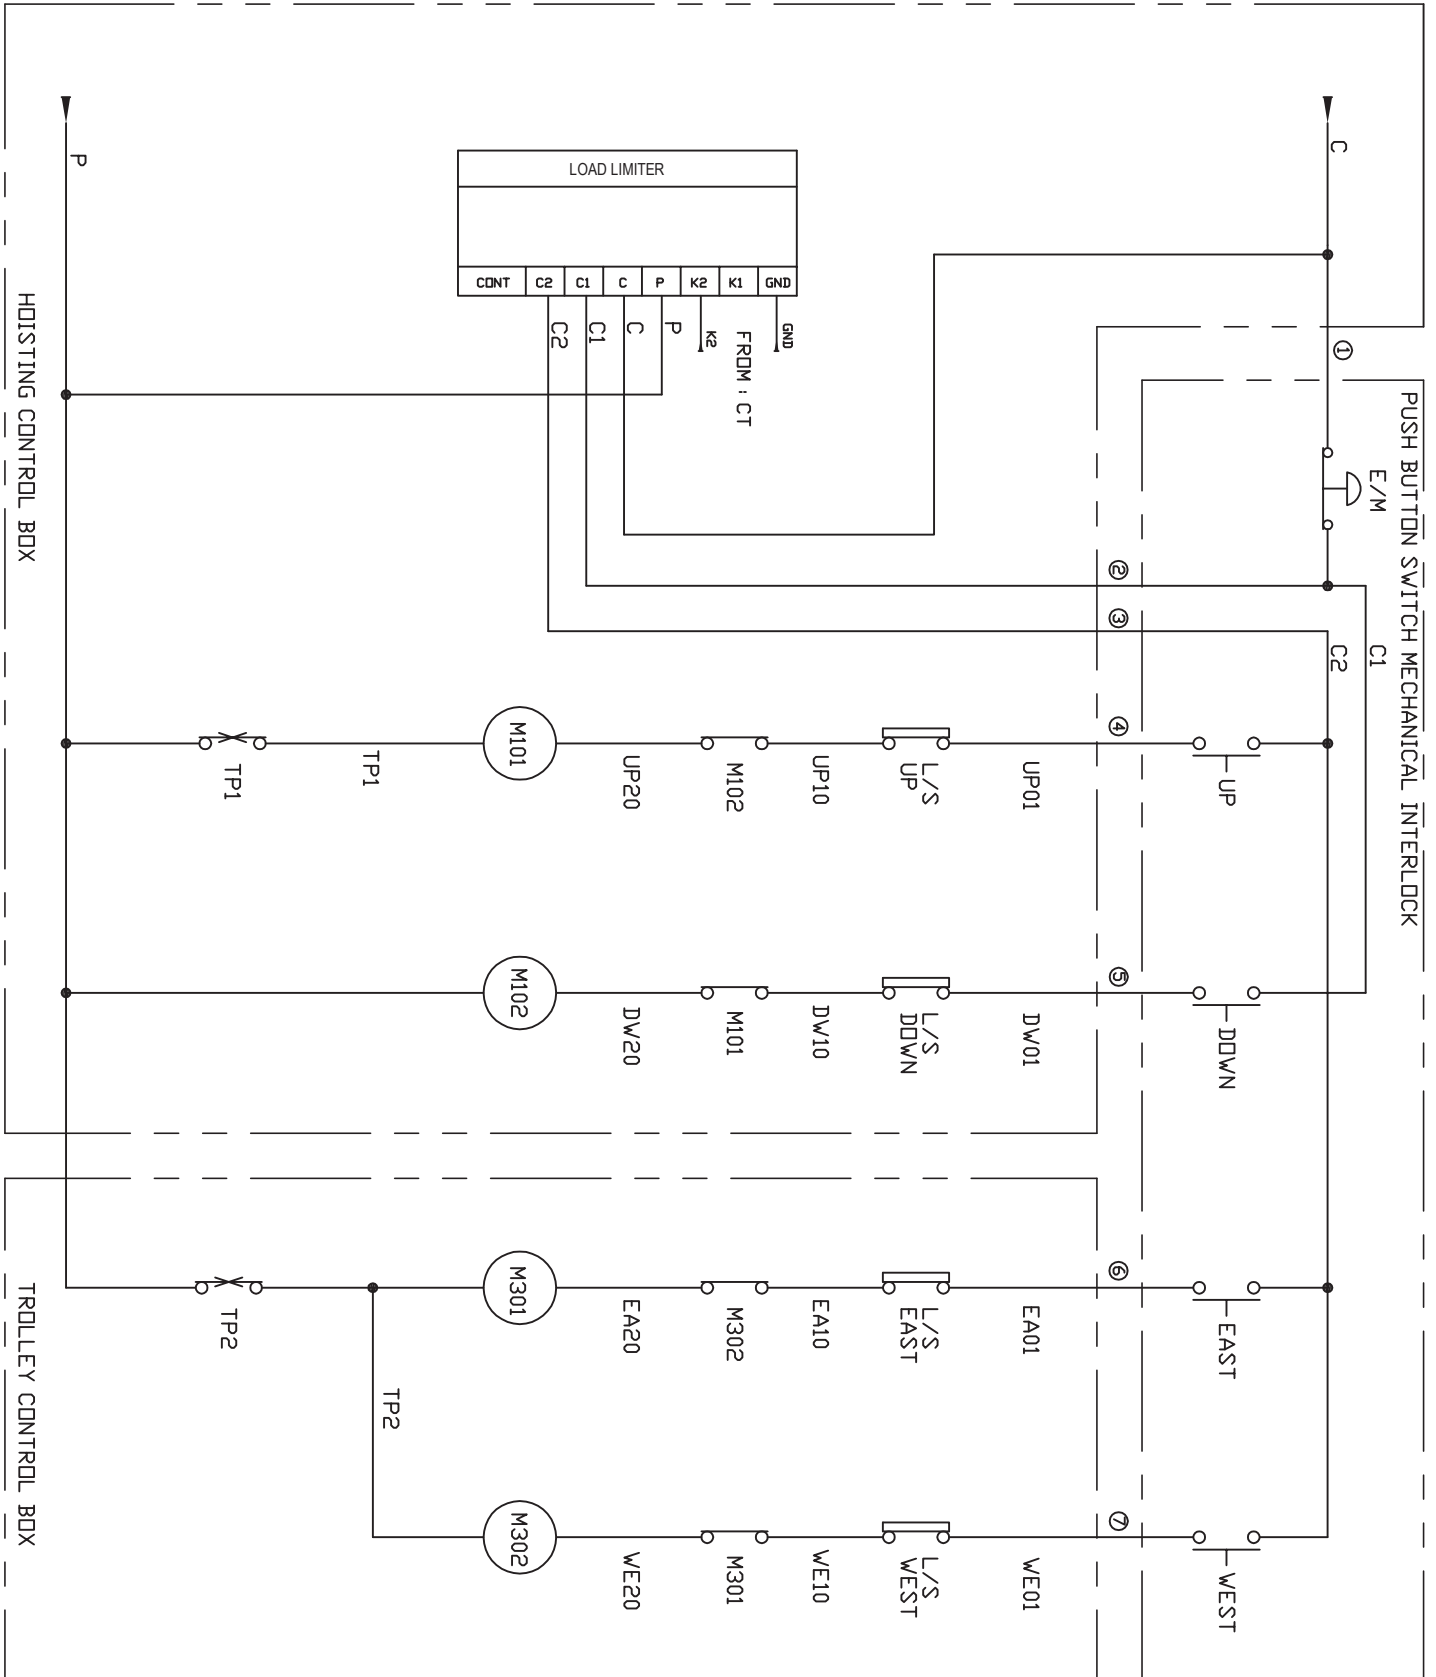 C
①
E/M
PUSH BUTTON SWITCH MECHANICAL INTERLOCK
C1
C2
LOAD LIMITER
CONT C2 C1 C P K2 K1 GND
C2
C1
C
P
K2
GND
FROM : CT
P
HOISTING CONTROL BOX
②
③
④
UP
UP01
L/S
UP
UP10
M102
UP20
M101
TP1
TP1
⑤
DOWN
DW01
L/S
DOWN
DW10
M101
DW20
M102
⑥
EAST
EA01
L/S
EAST
EA10
M302
EA20
M301
TP2
TP2
⑦
WEST
WE01
L/S
WEST
WE10
M301
WE20
M302
TROLLEY CONTROL BOX